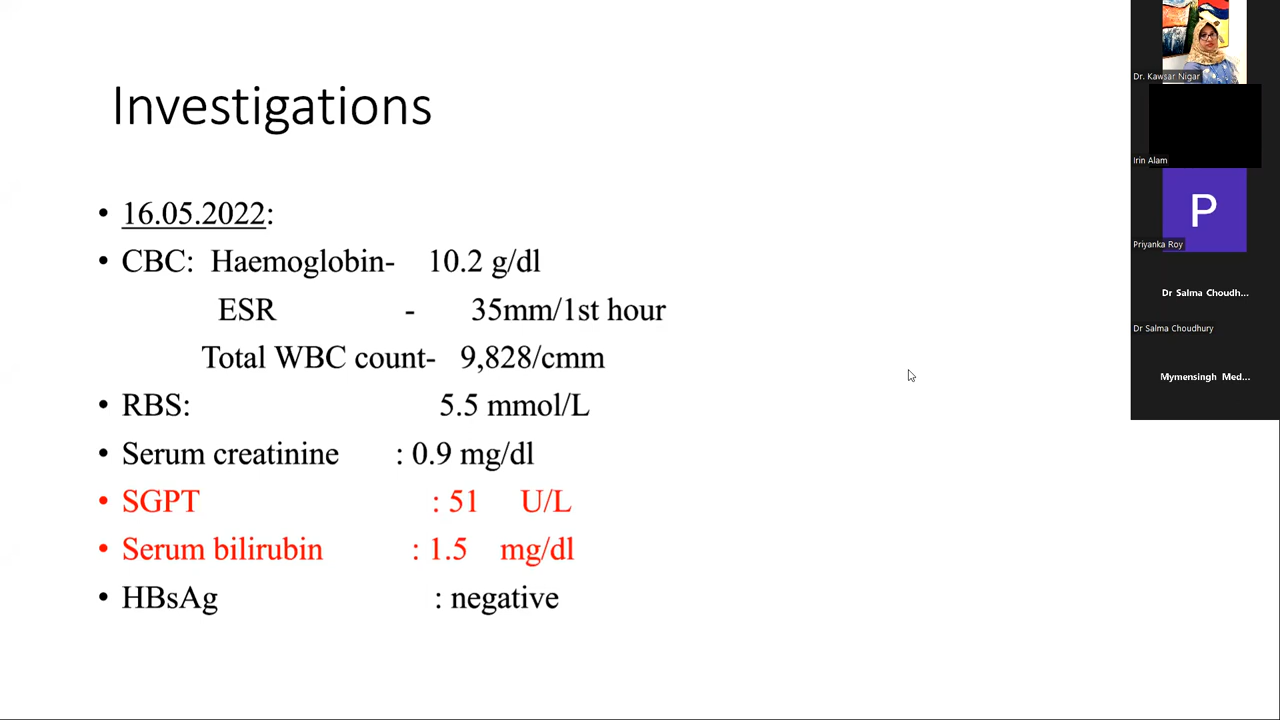 Investigations
• 16.05.2022:
• CBC: Haemoglobin- 10.2 g/dl
ESR - 35mm/1st hour
Total WBC count- 9,828/cmm
• RBS: 5.5 mmol/L
• Serum creatinine : 0.9 mg/dl
• SGPT : 51 U/L
• Serum bilirubin : 1.5 mg/dl
• HBsAg : negative
Dr. Kawsar Nigar
Irin Alam
P
Priyanka Roy
Dr Salma Choudh...
Dr Salma Choudhury
Mymensingh Med...